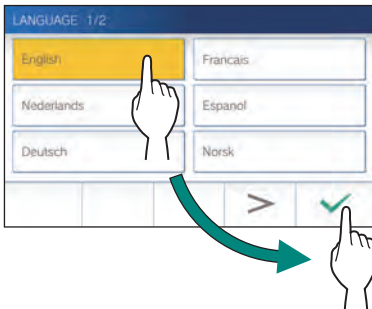 LANGUAGE 1/2
English
Francais
Nederlands
Espanol
Deutsch
Norsk